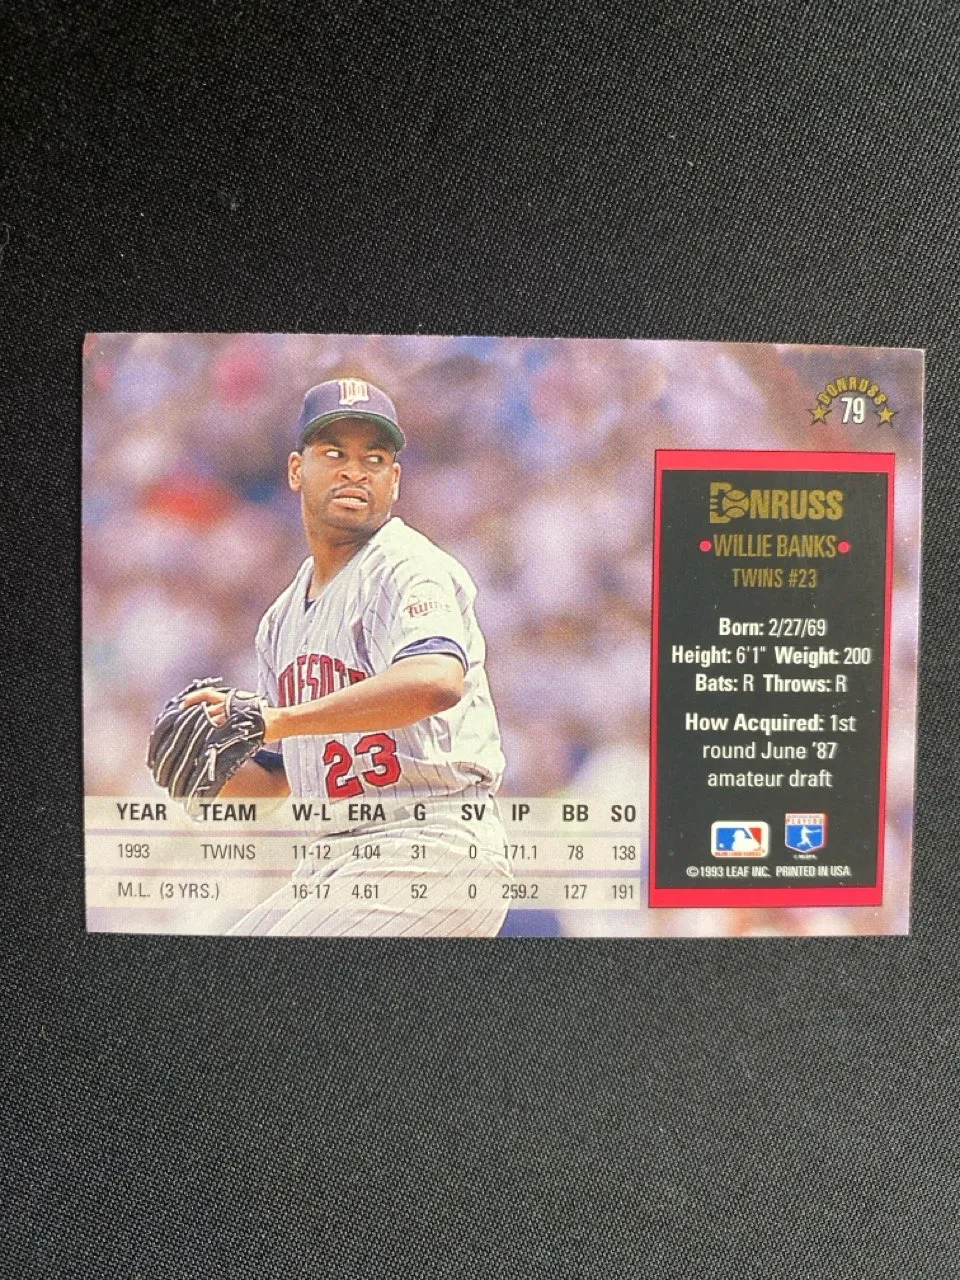 DONRUSS
79
DONRUSS
WILLIE BANKS
TWINS #23
Born: 2/27/69
Height: 6'1" Weight: 200
Bats: R Throws: R
How Acquired: 1st
round June '87
amateur draft
©1993 LEAF INC. PRINTED IN USA
Twins
23
YEAR TEAM W-L ERA G SV IP BB SO
1993 TWINS 11-12 4.04 31 0 171.1 78 138
M.L. (3 YRS.) 16-17 4.61 52 0 259.2 127 191